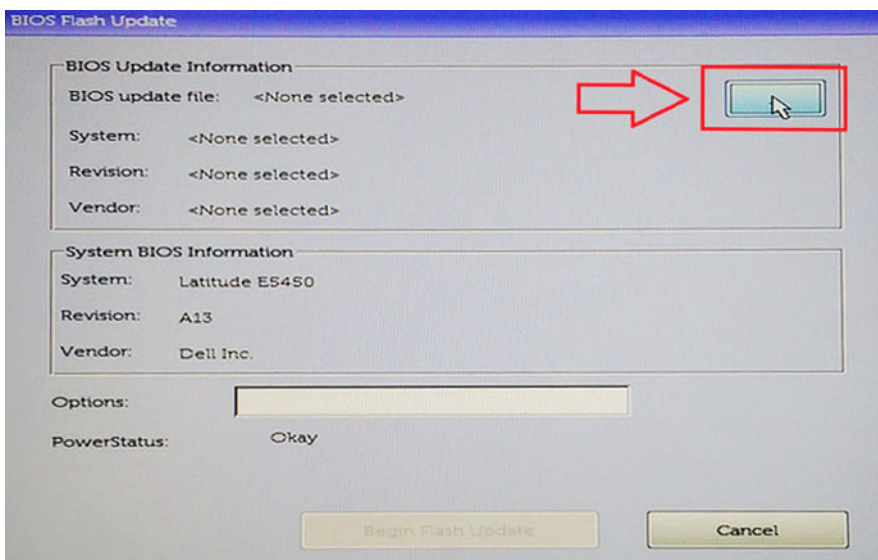 BIOS Flash Update
BIOS Update Information
BIOS update file: <None selected>
System: <None selected>
Revision: <None selected>
Vendor: <None selected>
System BIOS Information
System: Latitude E5450
Revision: A13
Vendor: Dell Inc.
Options:
PowerStatus: Okay
Begin Flash Update Cancel